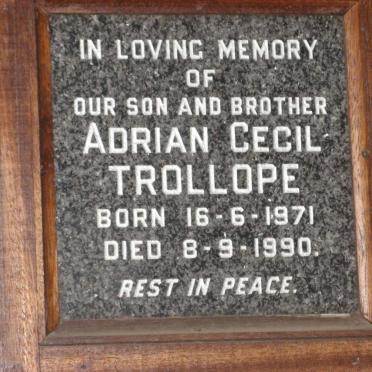 IN LOVING MEMORY
OF
OUR SON AND BROTHER
ADRIAN CECIL
TROLLOPE
BORN 16-6-1971
DIED 8-9-1990.
REST IN PEACE.